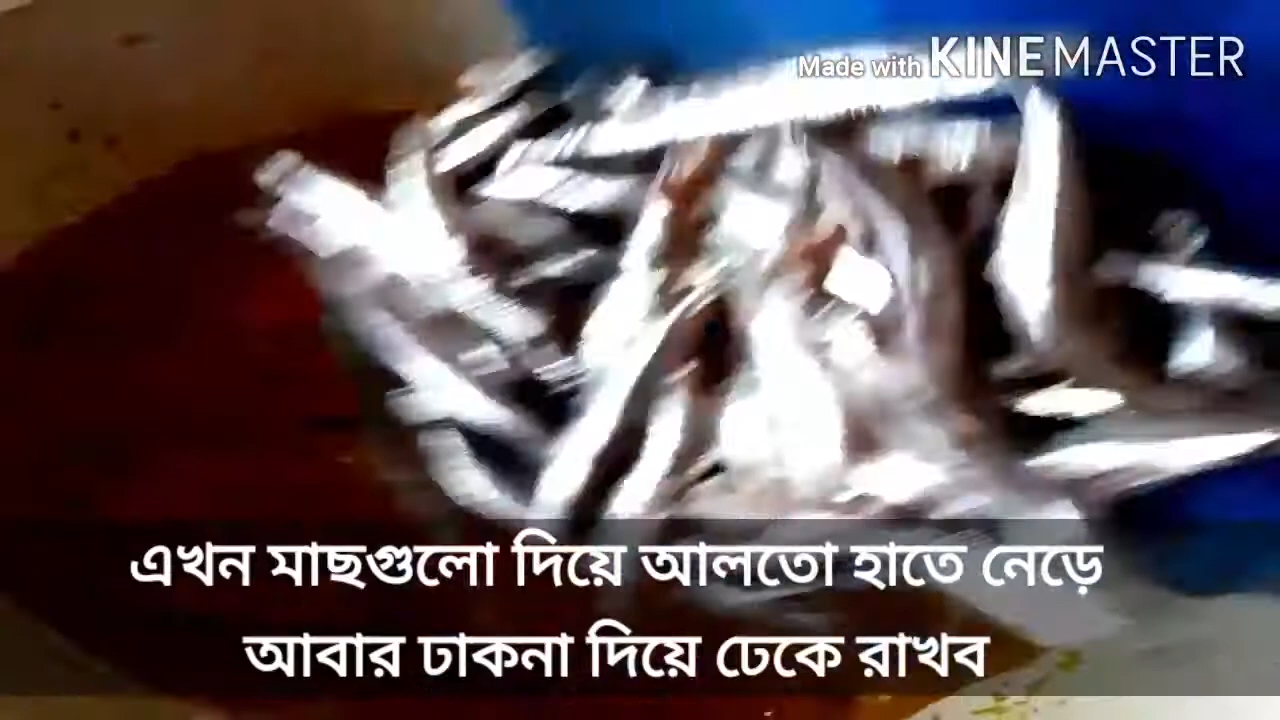 Made with KINEMASTER
এখন মাছগুলো দিয়ে আলতো হাতে নেড়ে
আবার ঢাকনা দিয়ে ঢেকে রাখব